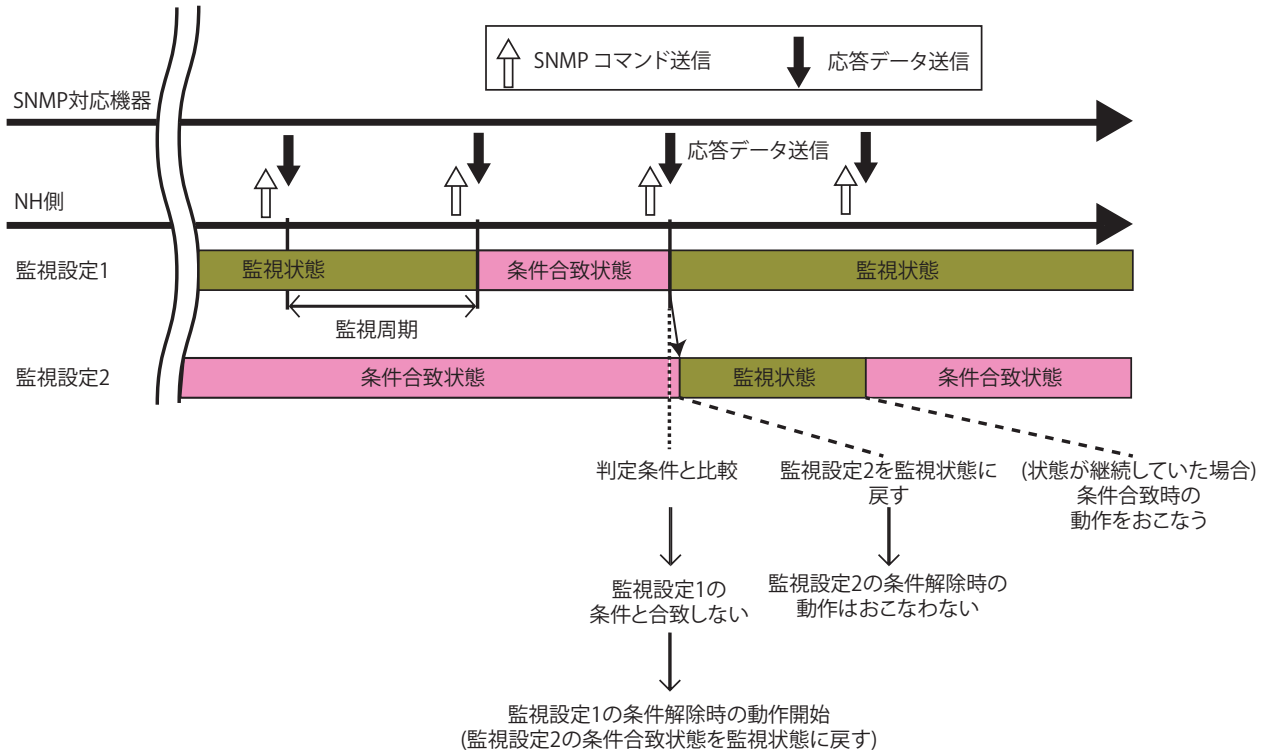 SNMP コマンド送信
応答データ送信
SNMP対応機器
応答データ送信
NH側
監視設定1
監視状態
条件合致状態
監視状態
監視周期
監視設定2
条件合致状態
監視状態
条件合致状態
判定条件と比較
監視設定2を監視状態に
戻す
(状態が継続していた場合)
条件合致時の
動作をおこなう
監視設定1の
条件と合致しない
監視設定2の条件解除時の
動作はおこなわない
監視設定1の条件解除時の動作開始
(監視設定2の条件合致状態を監視状態に戻す)